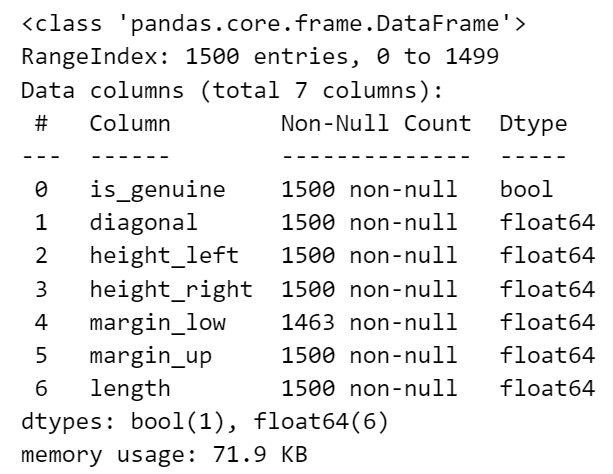 <class 'pandas.core.frame.DataFrame'>
RangeIndex: 1500 entries, 0 to 1499
Data columns (total 7 columns):
 #   Column        Non-Null Count  Dtype
---  ------        --------------  -----
 0   is_genuine    1500 non-null   bool
 1   diagonal      1500 non-null   float64
 2   height_left   1500 non-null   float64
 3   height_right  1500 non-null   float64
 4   margin_low    1463 non-null   float64
 5   margin_up     1500 non-null   float64
 6   length        1500 non-null   float64
dtypes: bool(1), float64(6)
memory usage: 71.9 KB